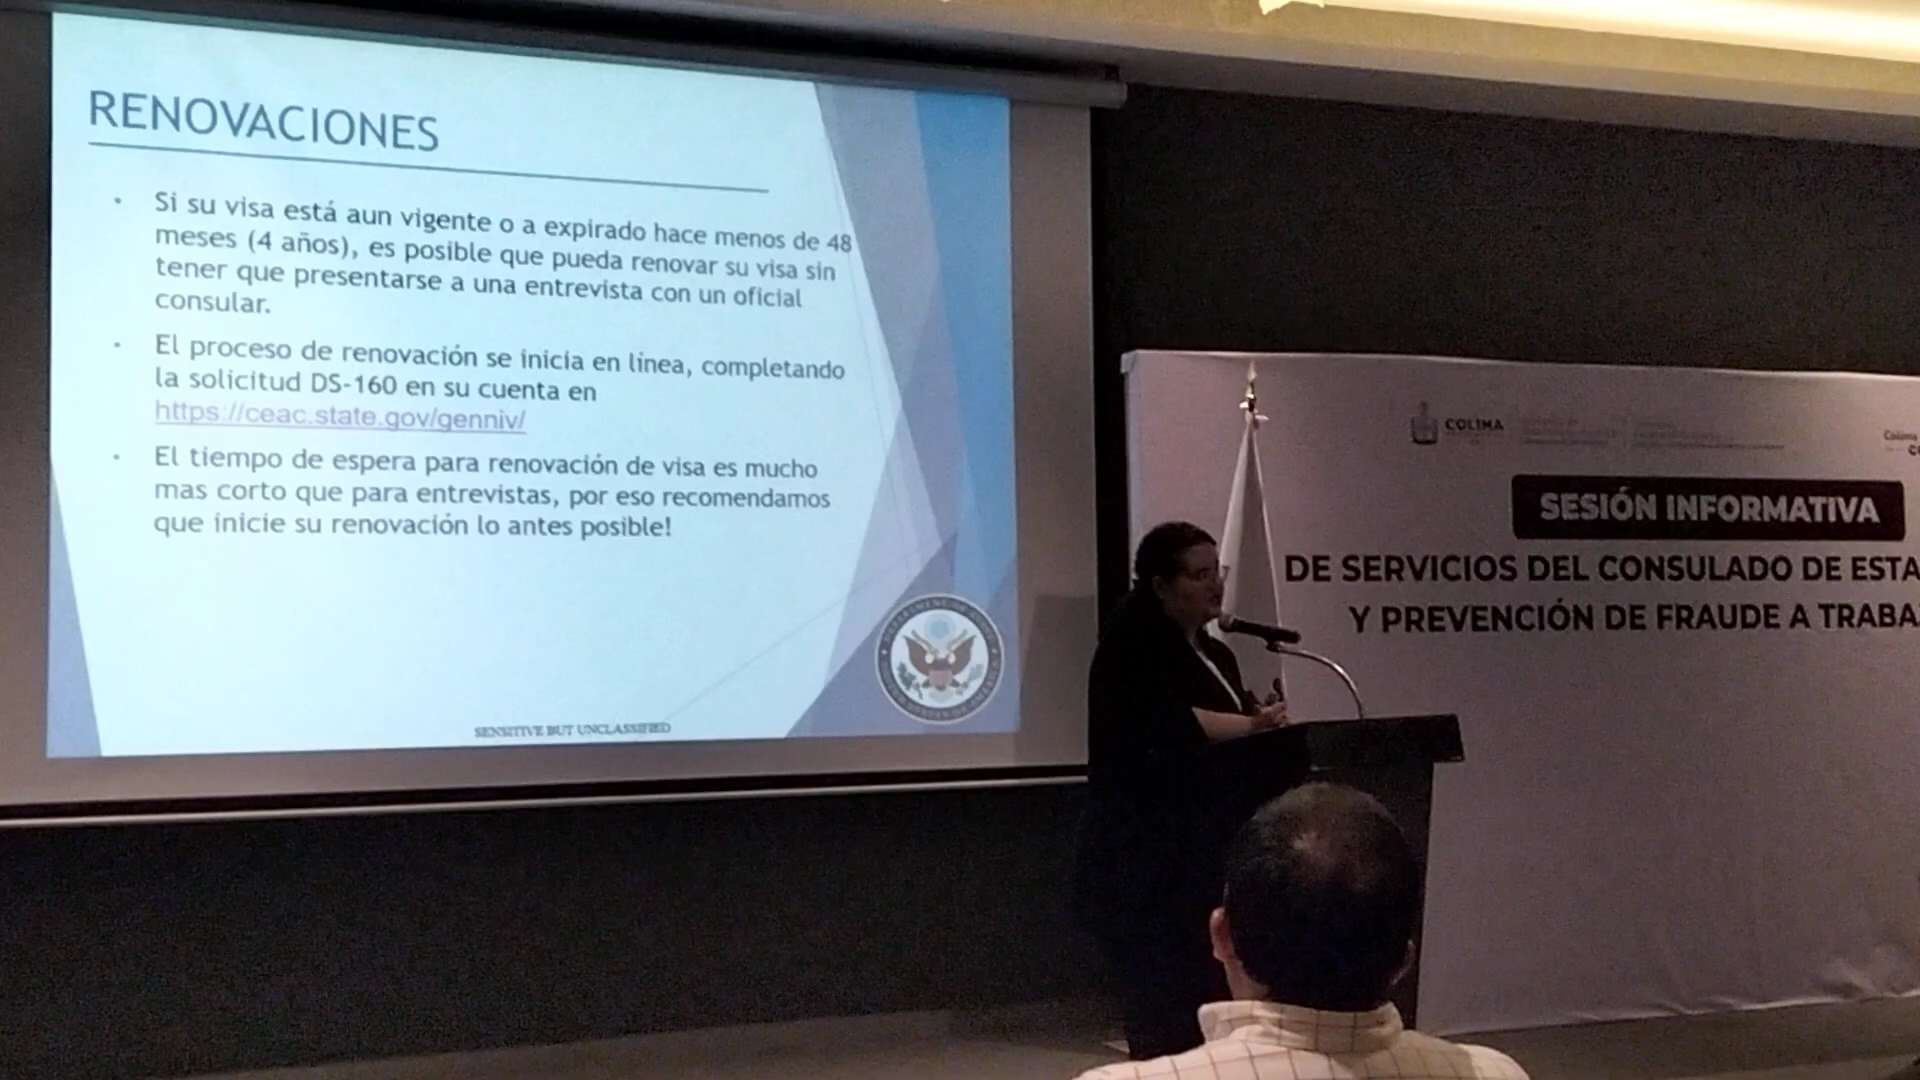 RENOVACIONES
Si su visa está aun vigente o a expirado hace menos de 48
meses (4 años), es posible que pueda renovar su visa sin
tener que presentarse a una entrevista con un oficial
consular.
El proceso de renovación se inicia en línea, completando
la solicitud DS-160 en su cuenta en
https://ceac.state.gov/genniv/
El tiempo de espera para renovación de visa es mucho
mas corto que para entrevistas, por eso recomendamos
que inicie su renovación lo antes posible!
SENSITIVE BUT UNCLASSIFIED
COLIMA
Colima
SESIÓN INFORMATIVA
DE SERVICIOS DEL CONSULADO DE ESTA
Y PREVENCIÓN DE FRAUDE A TRABA